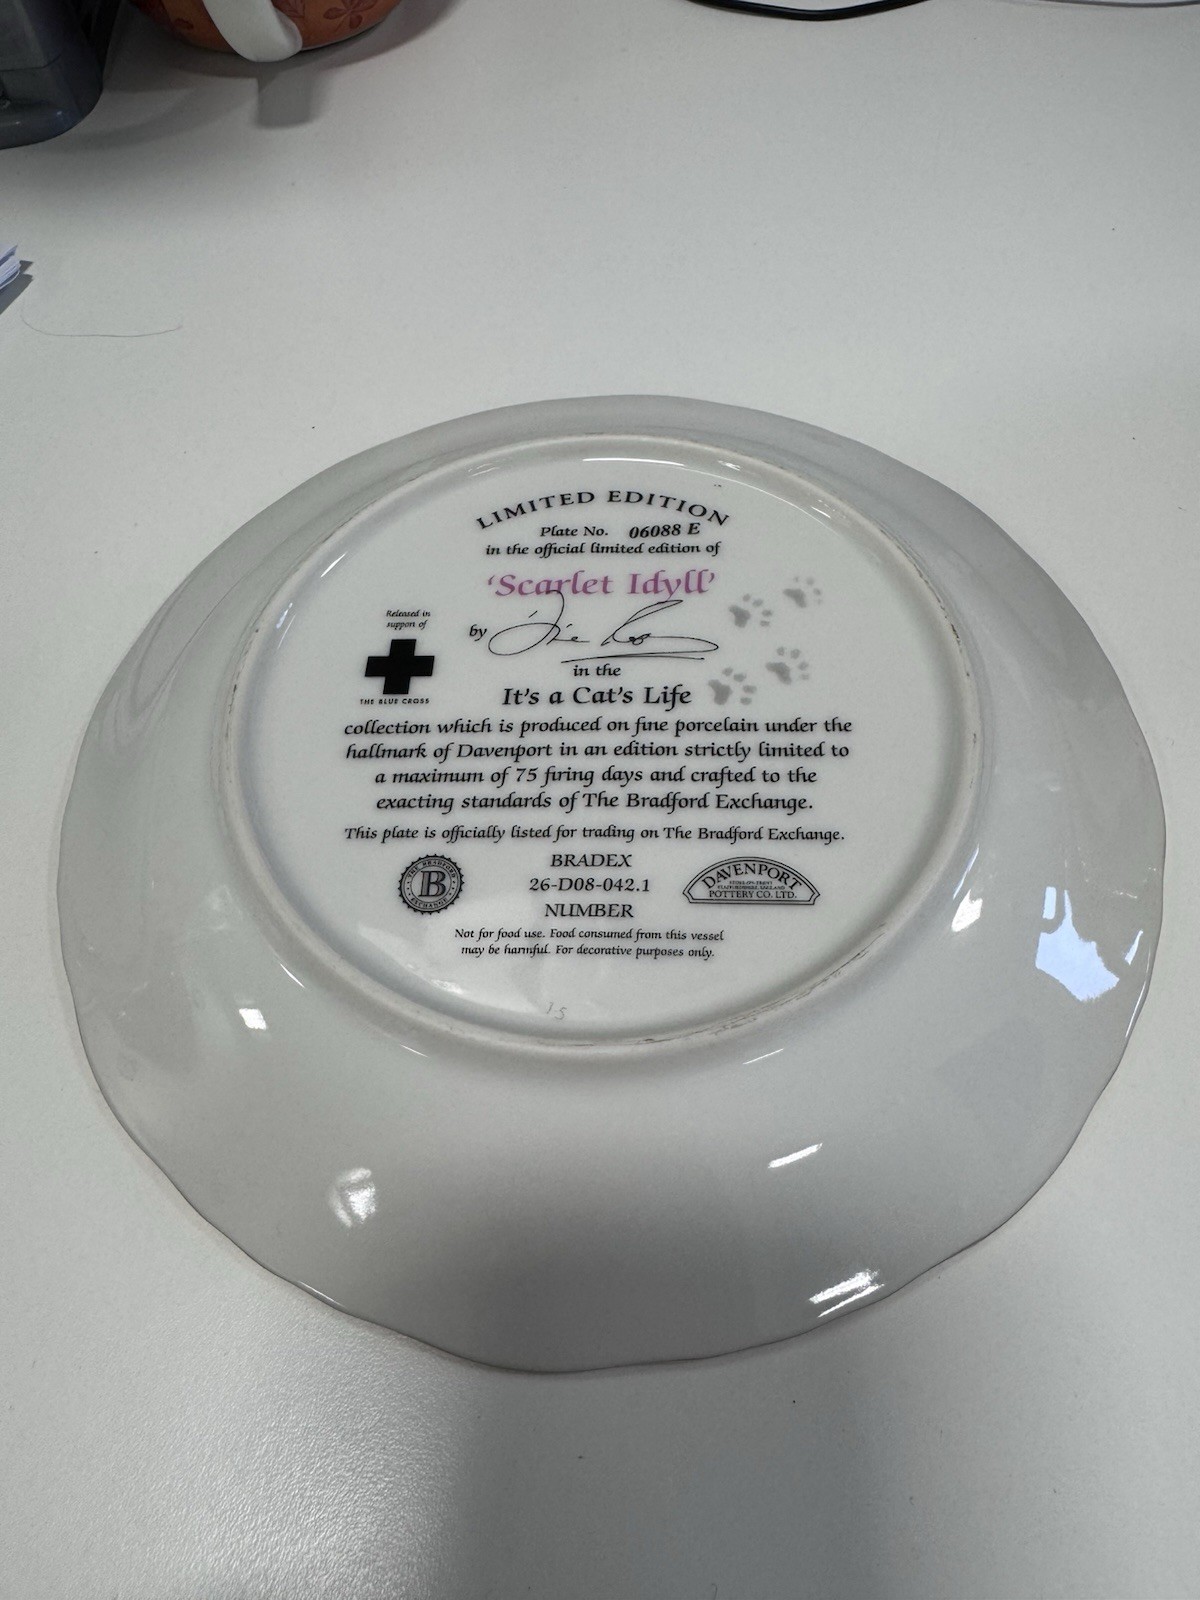 LIMITED EDITION
Plate No. 06088 E
in the official limited edition of
'Scarlet Idyll'
Released in
support of
THE BLUE CROSS
by
in the
It's a Cat's Life
collection which is produced on fine porcelain under the
hallmark of Davenport in an edition strictly limited to
a maximum of 75 firing days and crafted to the
exacting standards of The Bradford Exchange.
This plate is officially listed for trading on The Bradford Exchange.
THE BRADFORD
B
EXCHANGE
BRADEX
26-D08-042.1
NUMBER
DAVENPORT
POTTERY CO. LTD.
Not for food use. Food consumed from this vessel
may be harmful. For decorative purposes only.
15